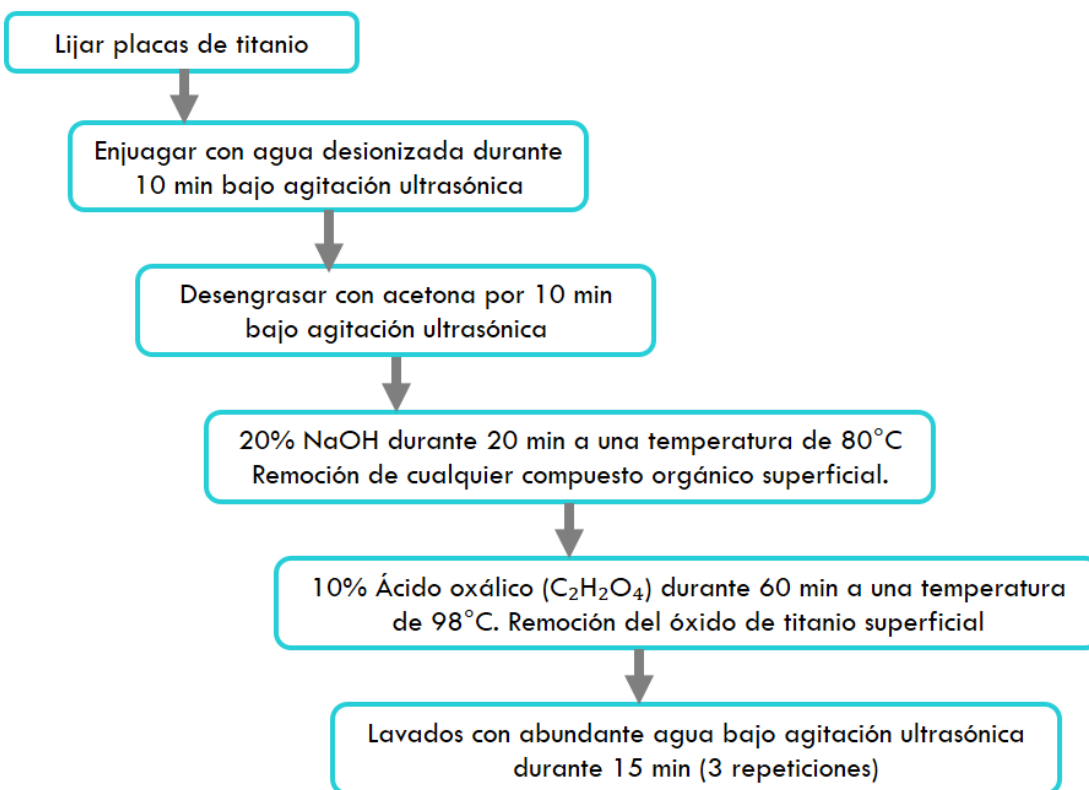 Lijar placas de titanio
Enjuagar con agua desionizada durante
10 min bajo agitación ultrasónica
Desengrasar con acetona por 10 min
bajo agitación ultrasónica
20% NaOH durante 20 min a una temperatura de 80°C
Remoción de cualquier compuesto orgánico superficial.
10% Ácido oxálico (C₂H₂O₄) durante 60 min a una temperatura
de 98°C. Remoción del óxido de titanio superficial
Lavados con abundante agua bajo agitación ultrasónica
durante 15 min (3 repeticiones)